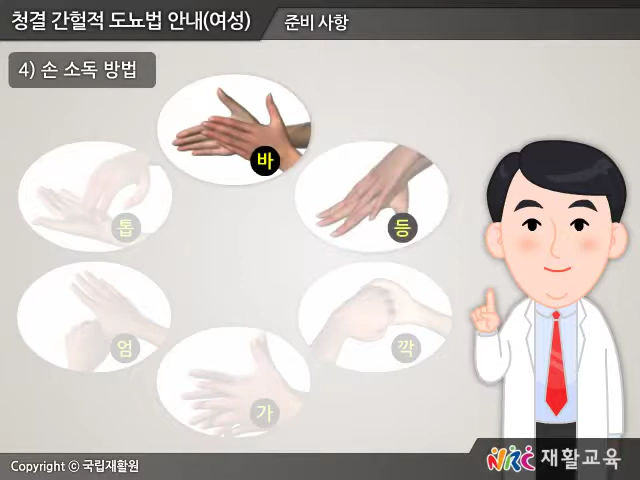 청결 간헐적 도뇨법 안내(여성) 준비 사항
4) 손 소독 방법
바
등
깍
가
엄
톱
Copyright © 국립재활원
NRC 재활교육